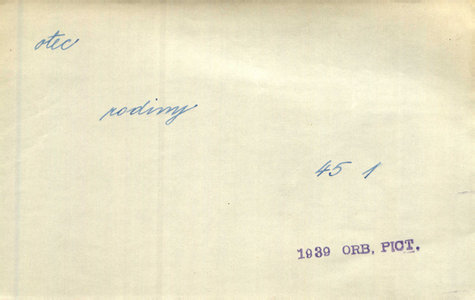 otec
rodiny
45 1
1939 ORB. PICT.